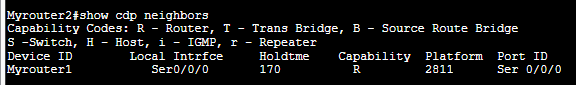 Myrouter2#show cdp neighbors
Capability Codes: R - Router, T - Trans Bridge, B - Source Route Bridge
S -Switch, H - Host, i - IGMP, r - Repeater
Device ID Local Intrfce Holdtme Capability Platform Port ID
Myrouter1 Ser0/0/0 170 R 2811 Ser 0/0/0